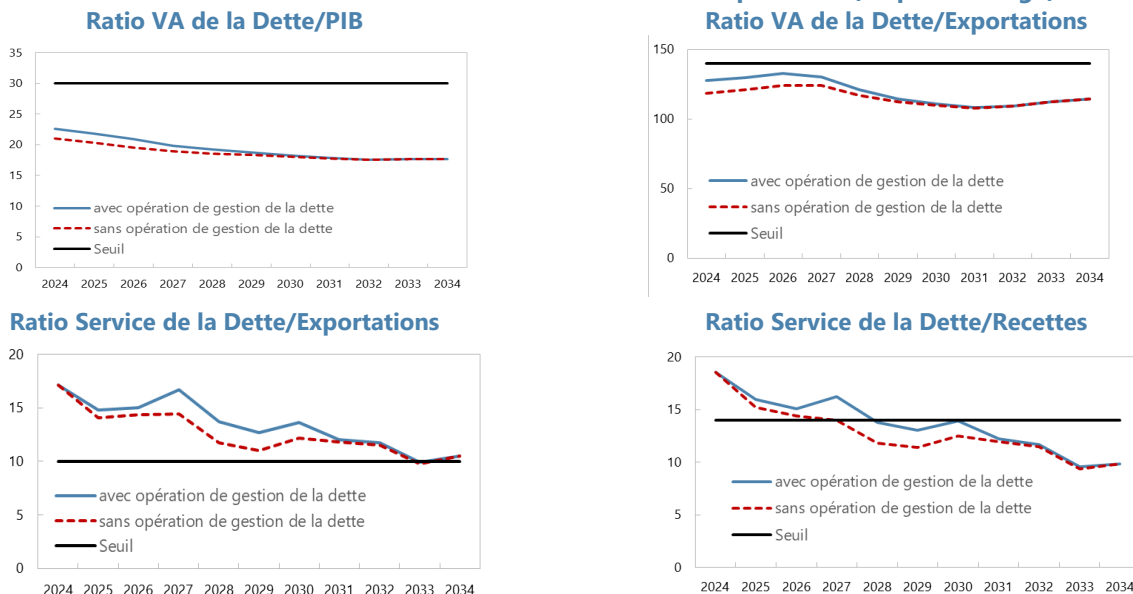 Ratio VA de la Dette/PIB
35
30
25
20
15
10
5
0
avec opération de gestion de la dette
sans opération de gestion de la dette
Seuil
2024 2025 2026 2027 2028 2029 2030 2031 2032 2033 2034
Ratio VA de la Dette/Exportations
150
100
50
0
avec opération de gestion de la dette
sans opération de gestion de la dette
Seuil
2024 2025 2026 2027 2028 2029 2030 2031 2032 2033 2034
Ratio Service de la Dette/Exportations
20
15
10
5
0
avec opération de gestion de la dette
sans opération de gestion de la dette
Seuil
2024 2025 2026 2027 2028 2029 2030 2031 2032 2033 2034
Ratio Service de la Dette/Recettes
20
15
10
5
0
avec opération de gestion de la dette
sans opération de gestion de la dette
Seuil
2024 2025 2026 2027 2028 2029 2030 2031 2032 2033 2034